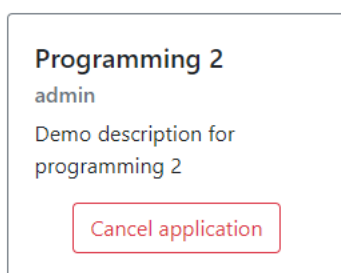 Programming 2
admin
Demo description for
programming 2
Cancel application